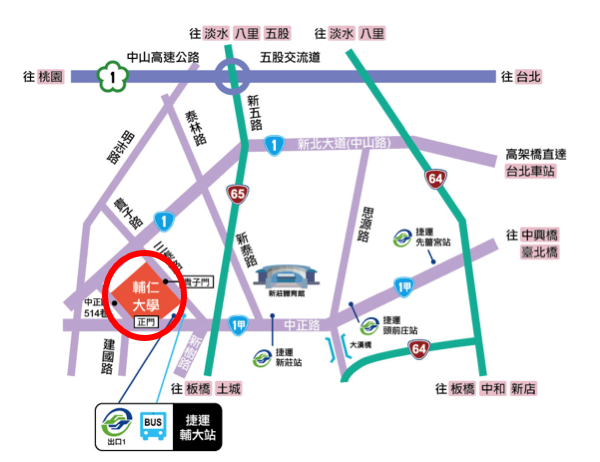 往 淡水 八里 五股
往 淡水 八里
中山高速公路
五股交流道
往 桃園
1
往 台北
新五路
泰林路
明志路
1
新北大道(中山路)
高架橋直達
台北車站
64
65
貴子路
1
思源路
捷運
先嗇宮站
往 中興橋
臺北橋
新泰路
貴子門
輔仁
大學
新莊體育館
1甲
中正路
514巷
正門
1甲
中正路
捷運
頭前庄站
建國路
捷運
新莊站
大漢橋
64
往 板橋 土城
往 板橋 中和 新店
出口1
BUS
捷運
輔大站